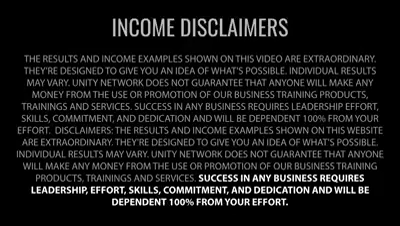 INCOME DISCLAIMERS
THE RESULTS AND INCOME EXAMPLES SHOWN ON THIS VIDEO ARE EXTRAORDINARY.
THEY'RE DESIGNED TO GIVE YOU AN IDEA OF WHAT'S POSSIBLE. INDIVIDUAL RESULTS
MAY VARY. UNITY NETWORK DOES NOT GUARANTEE THAT ANYONE WILL MAKE ANY
MONEY FROM THE USE OR PROMOTION OF OUR BUSINESS TRAINING PRODUCTS,
TRAININGS AND SERVICES. SUCCESS IN ANY BUSINESS REQUIRES LEADERSHIP EFFORT,
SKILLS, COMMITMENT, AND DEDICATION AND WILL BE DEPENDENT 100% FROM YOUR
EFFORT. DISCLAIMERS: THE RESULTS AND INCOME EXAMPLES SHOWN ON THIS WEBSITE
ARE EXTRAORDINARY. THEY'RE DESIGNED TO GIVE YOU AN IDEA OF WHAT'S POSSIBLE.
INDIVIDUAL RESULTS MAY VARY. UNITY NETWORK DOES NOT GUARANTEE THAT ANYONE
WILL MAKE ANY MONEY FROM THE USE OR PROMOTION OF OUR BUSINESS TRAINING
PRODUCTS, TRAININGS AND SERVICES. SUCCESS IN ANY BUSINESS REQUIRES
LEADERSHIP, EFFORT, SKILLS, COMMITMENT, AND DEDICATION AND WILL BE
DEPENDENT 100% FROM YOUR EFFORT.